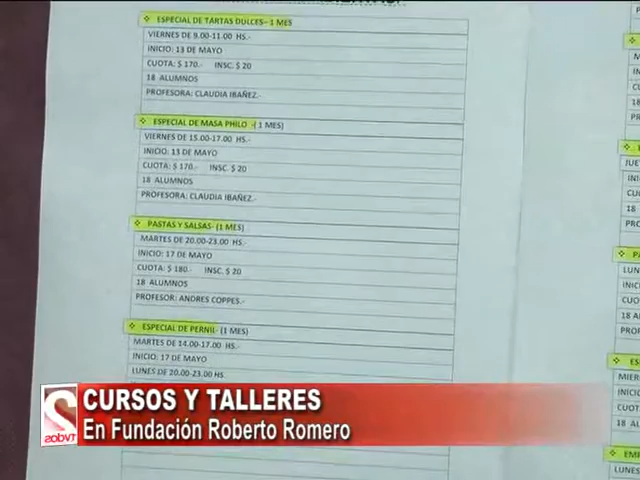 ❖ ESPECIAL DE TARTAS DULCES– 1 MES
VIERNES DE 9.00-11.00 HS.-
INICIO: 13 DE MAYO
CUOTA: $ 170.- INSC. $ 20
18 ALUMNOS
PROFESORA: CLAUDIA IBAÑEZ.-
❖ ESPECIAL DE MASA PHILO -(1 MES)
VIERNES DE 15.00-17.00 HS.-
INICIO: 13 DE MAYO
CUOTA: $ 170.- INSC. $ 20
18 ALUMNOS
PROFESORA: CLAUDIA IBAÑEZ.-
❖ PASTAS Y SALSAS- (1 MES)
MARTES DE 20.00-23.00 HS.-
INICIO: 17 DE MAYO
CUOTA: $ 180.- INSC. $ 20
18 ALUMNOS
PROFESOR: ANDRES COPPES.-
❖ ESPECIAL DE PERNIL- (1 MES)
MARTES DE 14.00-17.00 HS.-
INICIO: 17 DE MAYO
LUNES DE 20.00-23.00 HS.
CURSOS Y TALLERES
En Fundación Roberto Romero